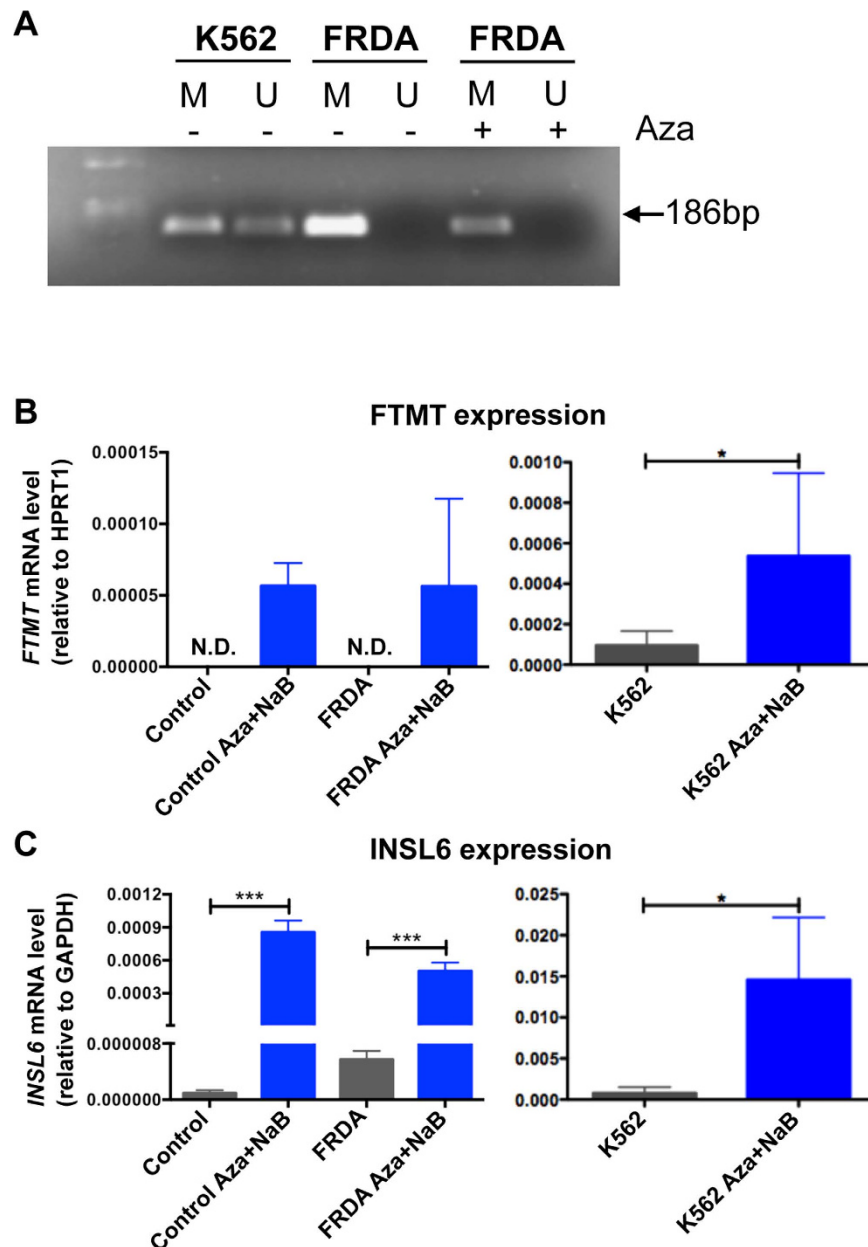 A
K562 FRDA FRDA
M U M U M U
- - - - + + Aza
←186bp
B
FTMT expression
FTMT mRNA level
(relative to HPRT1)
0.00015
0.00010
0.00005
0.00000
N.D. N.D.
Control
Control Aza+NaB
FRDA
FRDA Aza+NaB
*
0.0010
0.0008
0.0006
0.0004
0.0002
0.0000
K562
K562 Aza+NaB
C
INSL6 expression
INSL6 mRNA level
(relative to GAPDH)
0.0012
0.0009
0.0006
0.0003
0.000008
0.000000
*** ***
Control
Control Aza+NaB
FRDA
FRDA Aza+NaB
*
0.025
0.020
0.015
0.010
0.005
0.000
K562
K562 Aza+NaB